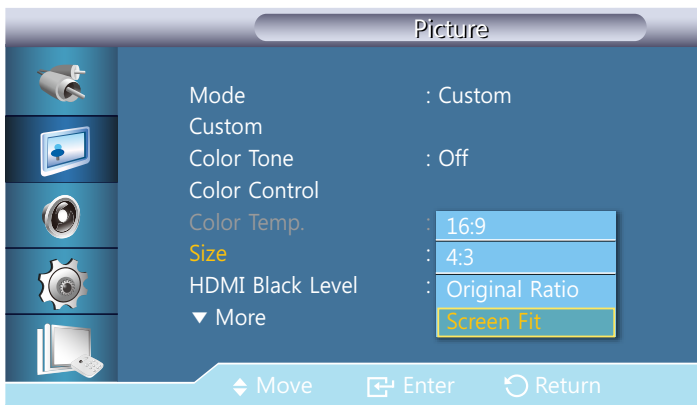 Picture
Mode : Custom
Custom
Color Tone : Off
Color Control
Color Temp. :
16:9
Size :
4:3
HDMI Black Level :
Original Ratio
▼ More
Screen Fit
Move Enter Return